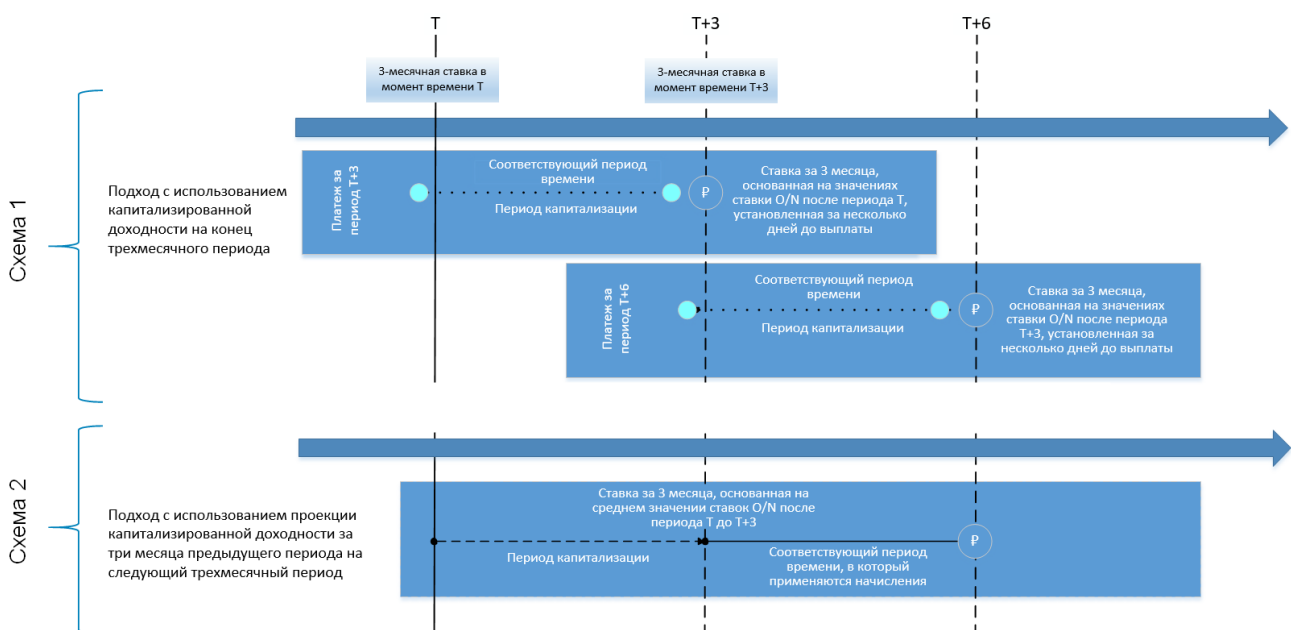 T
T+3
T+6
3-месячная ставка в
момент времени T
3-месячная ставка в
момент времени T+3
Схема 1
Подход с использованием
капитализированной
доходности на конец
трехмесячного периода
Платеж за
период T+3
Соответствующий период
времени
Период капитализации
₽
Ставка за 3 месяца,
основанная на значениях
ставки O/N после периода T,
установленная за несколько
дней до выплаты
Платеж за
период T+6
Соответствующий период
времени
Период капитализации
₽
Ставка за 3 месяца,
основанная на значениях
ставки O/N после периода
T+3, установленная за
несколько дней до выплаты
Схема 2
Подход с использованием проекции
капитализированной доходности за
три месяца предыдущего периода на
следующий трехмесячный период
Ставка за 3 месяца, основанная на
среднем значении ставок O/N после
периода T до T+3
Период капитализации
Соответствующий период
времени, в который
применяются начисления
₽